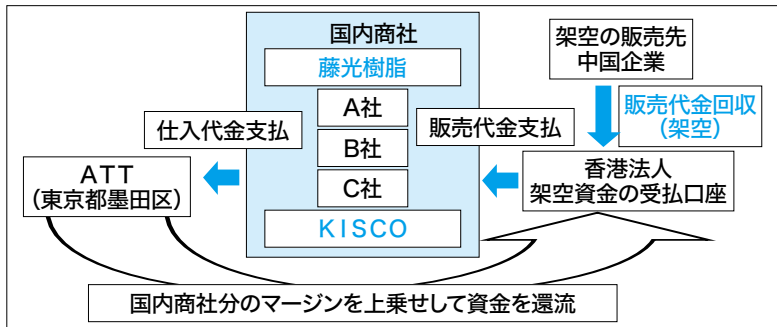 国内商社
藤光樹脂
A社
B社
C社
KISCO
架空の販売先
中国企業
販売代金回収
(架空)
仕入代金支払
販売代金支払
ATT
(東京都墨田区)
香港法人
架空資金の受払口座
国内商社分のマージンを上乗せして資金を還流